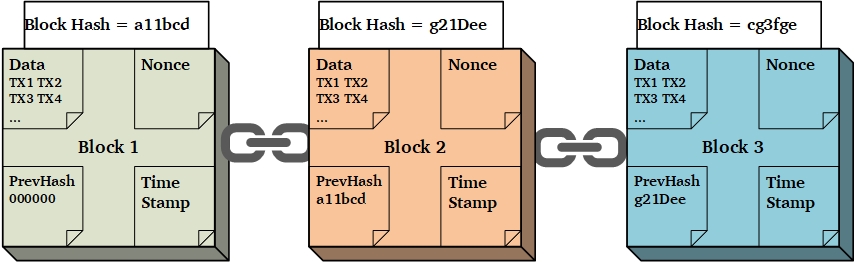 Block Hash = a11bcd
Data
TX1 TX2
TX3 TX4
...
Nonce
Block 1
PrevHash
000000
Time
Stamp
Block Hash = g21Dee
Data
TX1 TX2
TX3 TX4
...
Nonce
Block 2
PrevHash
a11bcd
Time
Stamp
Block Hash = cg3fge
Data
TX1 TX2
TX3 TX4
...
Nonce
Block 3
PrevHash
g21Dee
Time
Stamp